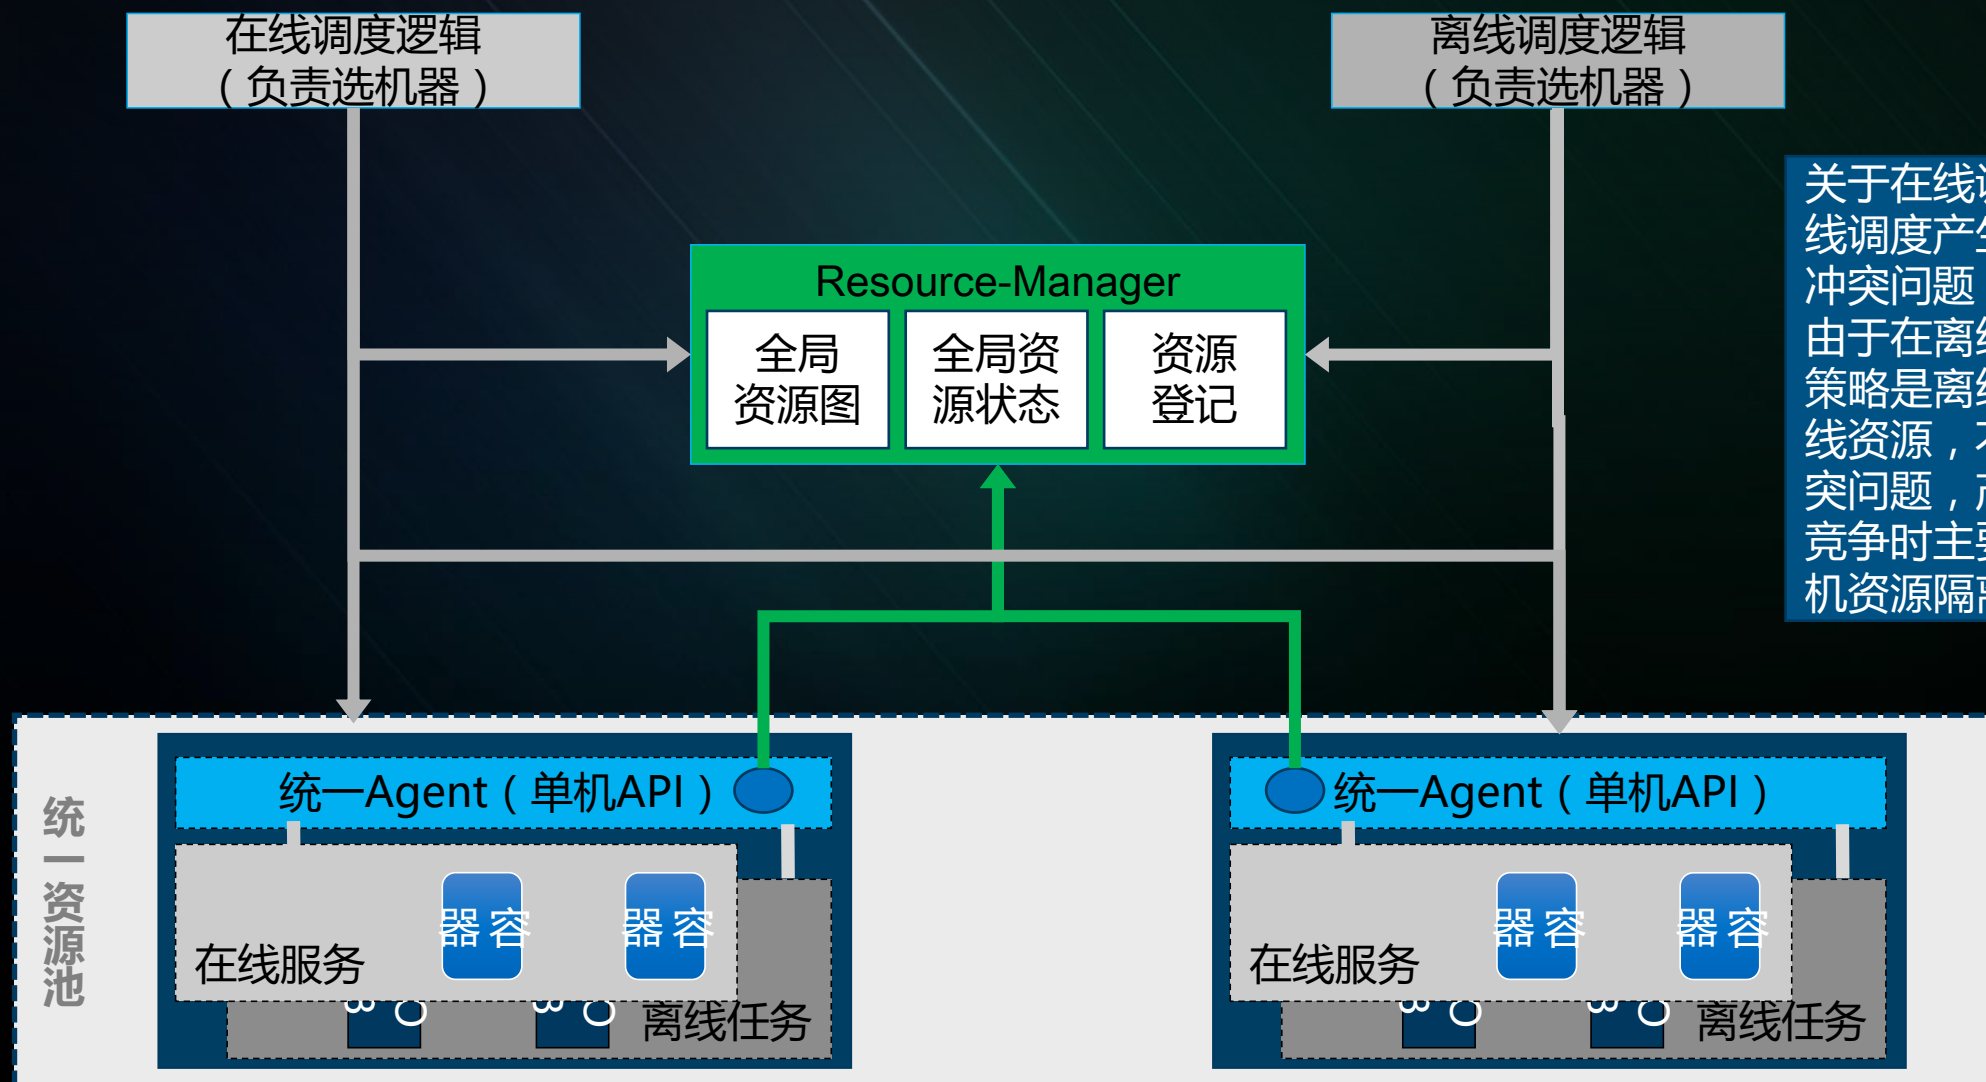 在线调度逻辑
（负责选机器）
离线调度逻辑
（负责选机器）
关于在线
线调度产
冲突问题
由于在离
策略是离
线资源，
突问题，
竞争时主
机资源隔
Resource-Manager
全局
资源图
全局资
源状态
资源
登记
统一资源池
统一Agent（单机API）
器容
器容
在线服务
离线任务
统一Agent（单机API）
器容
器容
在线服务
离线任务